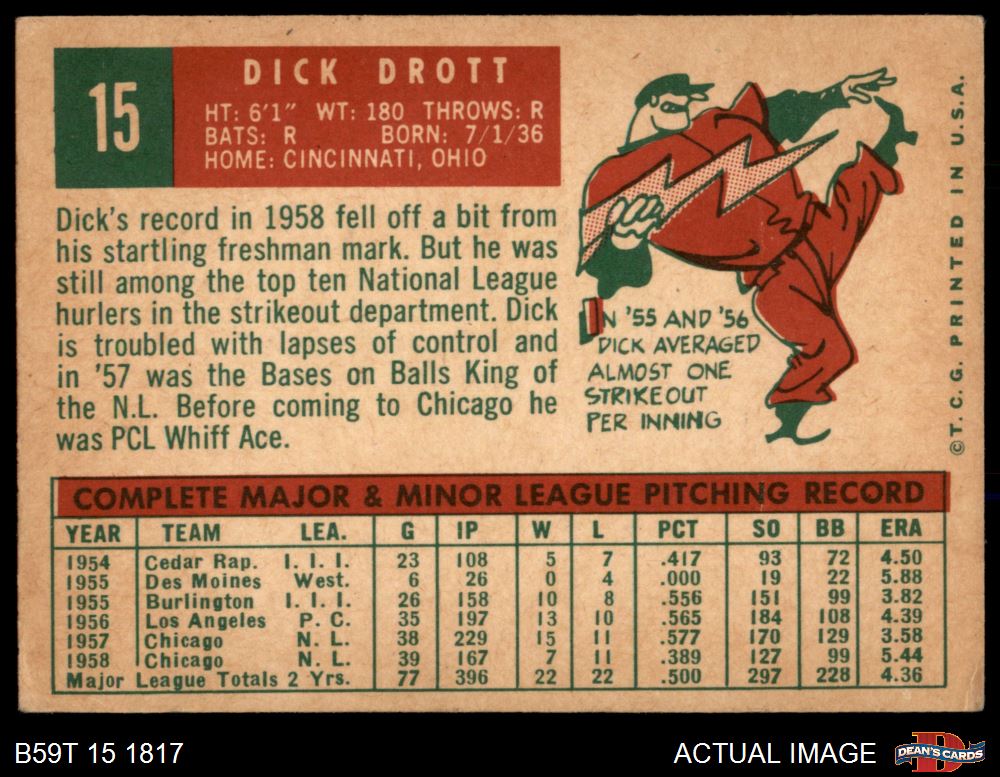 15
DICK DROTT
HT: 6'1" WT: 180 THROWS: R
BATS: R BORN: 7/1/36
HOME: CINCINNATI, OHIO
Dick's record in 1958 fell off a bit from
his startling freshman mark. But he was
still among the top ten National League
hurlers in the strikeout department. Dick
is troubled with lapses of control and
in '57 was the Bases on Balls King of
the N.L. Before coming to Chicago he
was PCL Whiff Ace.
IN '55 AND '56
DICK AVERAGED
ALMOST ONE
STRIKEOUT
PER INNING
© T. C. G. PRINTED IN U.S.A.
COMPLETE MAJOR & MINOR LEAGUE PITCHING RECORD
YEAR TEAM LEA. G IP W L PCT SO BB ERA
1954 Cedar Rap. I. I. I. 23 108 5 7 .417 93 72 4.50
1955 Des Moines West. 6 26 0 4 .000 19 22 5.88
1955 Burlington I. I. I. 26 158 10 8 .556 151 99 3.82
1956 Los Angeles P. C. 35 197 13 10 .565 184 108 4.39
1957 Chicago N. L. 38 229 15 11 .577 170 129 3.58
1958 Chicago N. L. 39 167 7 11 .389 127 99 5.44
Major League Totals 2 Yrs. 77 396 22 22 .500 297 228 4.36
B59T 15 1817
ACTUAL IMAGE
D
DEAN'S CARDS